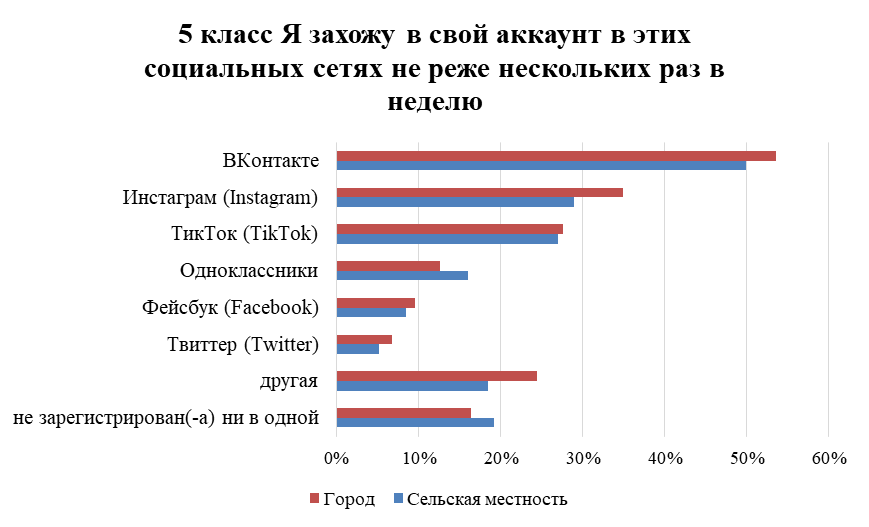 5 класс Я захожу в свой аккаунт в этих
социальных сетях не реже нескольких раз в
неделю
ВКонтакте
Инстаграм (Instagram)
ТикТок (TikTok)
Одноклассники
Фейсбук (Facebook)
Твиттер (Twitter)
другая
не зарегистрирован(-а) ни в одной
0% 10% 20% 30% 40% 50% 60%
Город Сельская местность